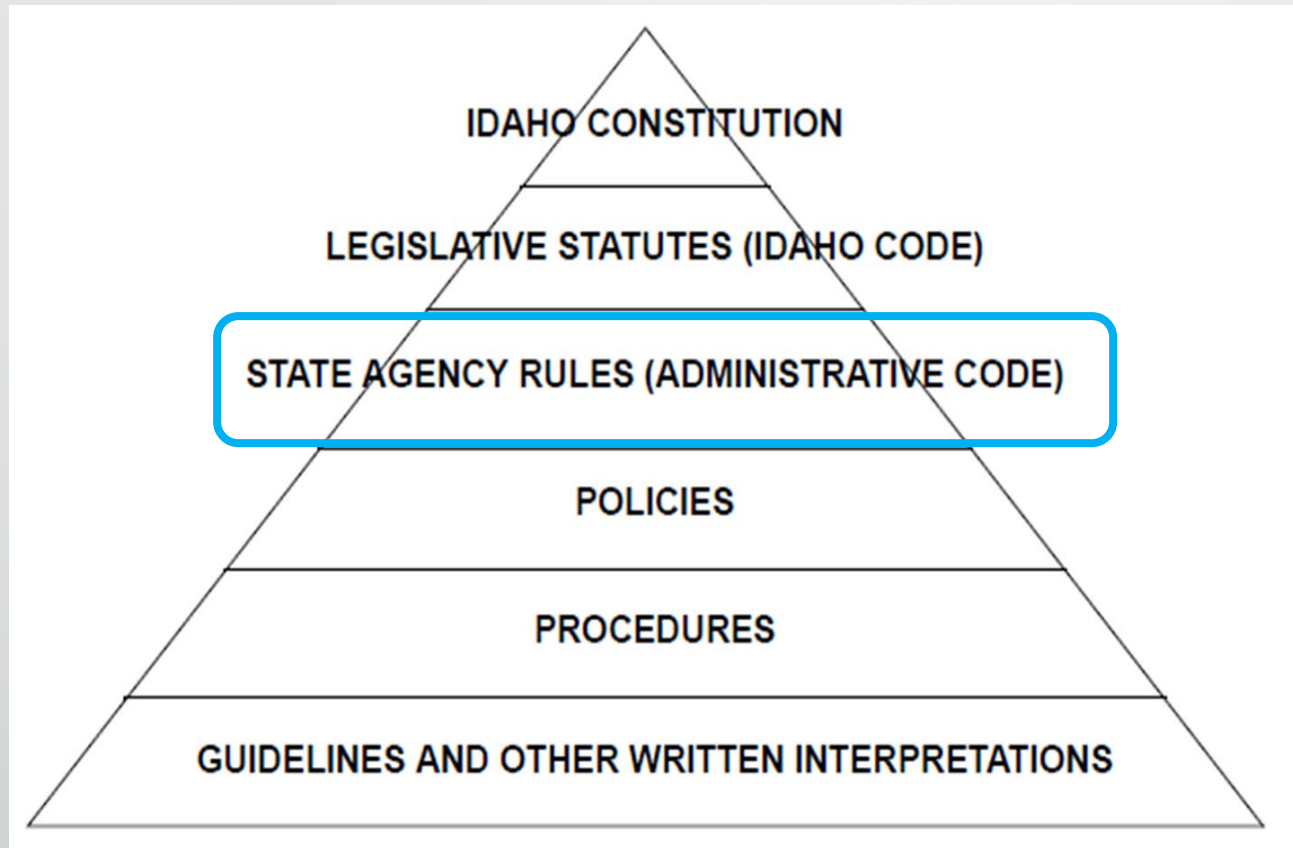 IDAHO CONSTITUTION
LEGISLATIVE STATUTES (IDAHO CODE)
STATE AGENCY RULES (ADMINISTRATIVE CODE)
POLICIES
PROCEDURES
GUIDELINES AND OTHER WRITTEN INTERPRETATIONS